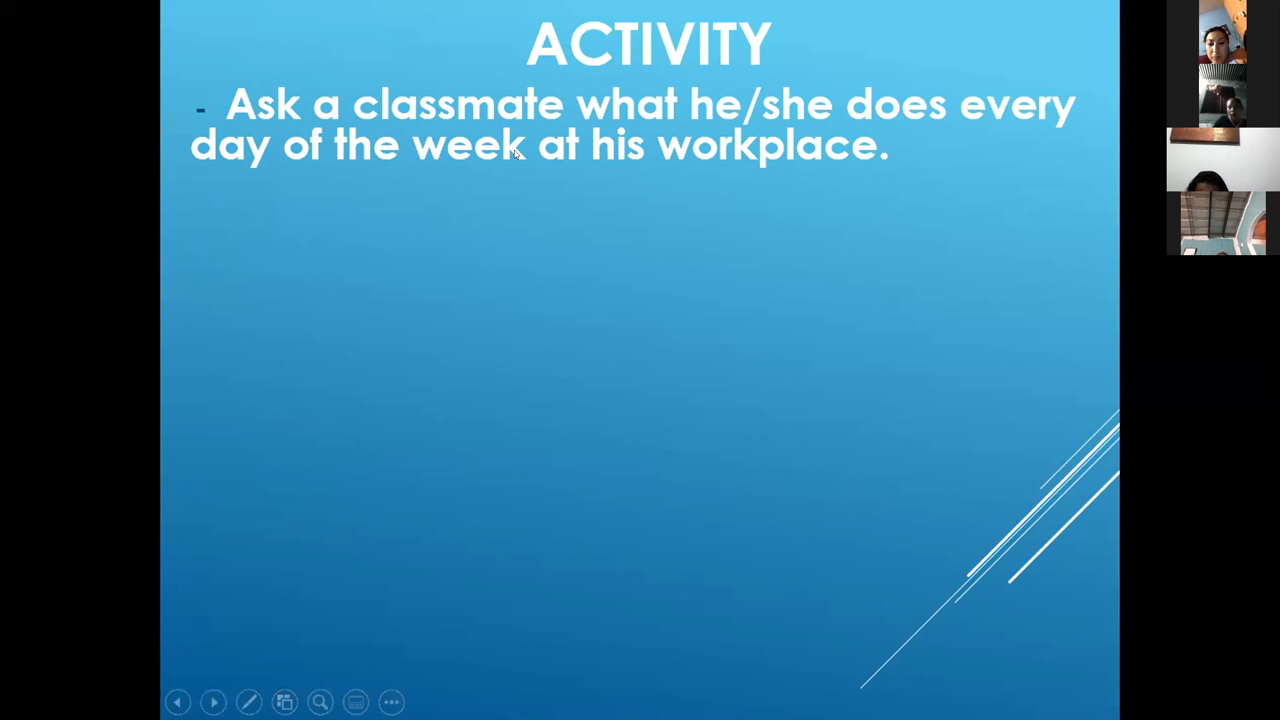 ACTIVITY
- Ask a classmate what he/she does every
day of the week at his workplace.